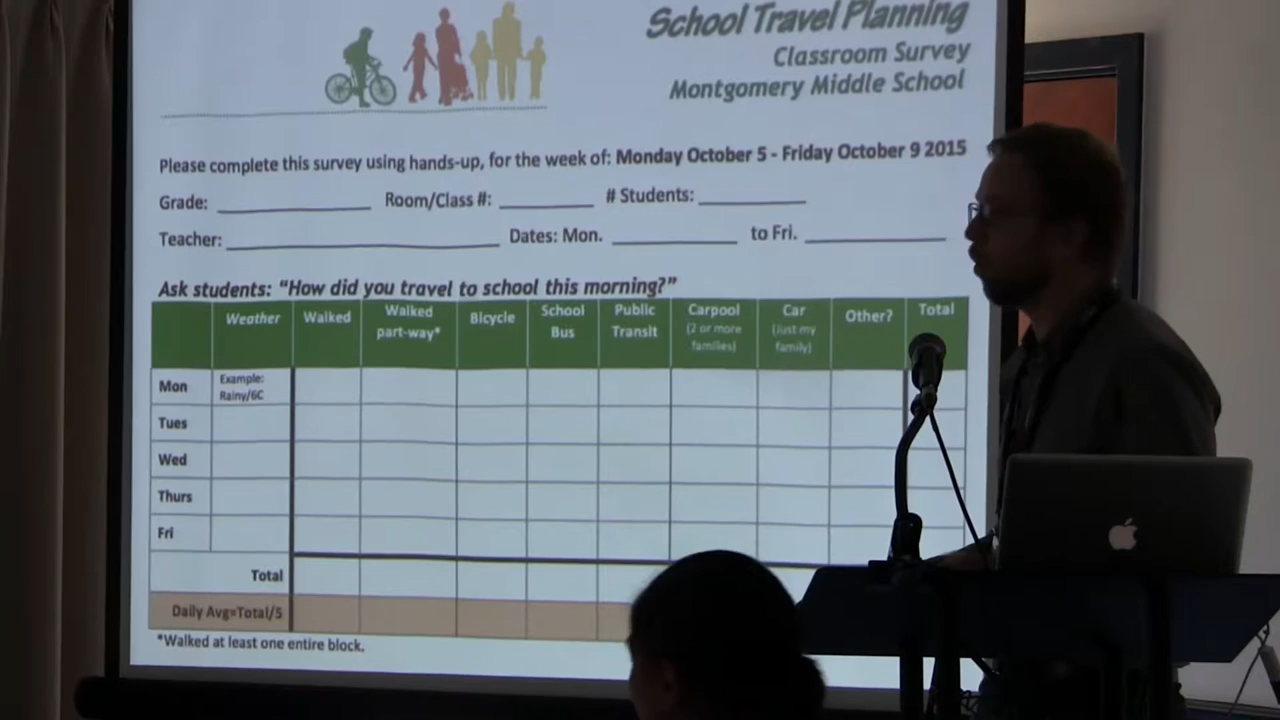 School Travel Planning
Classroom Survey
Montgomery Middle School
Please complete this survey using hands-up, for the week of: Monday October 5 - Friday October 9 2015
Grade: Room/Class #: # Students:
Teacher: Dates: Mon. to Fri.
Ask students: "How did you travel to school this morning?"
Weather Walked Walked part-way* Bicycle School Bus Public Transit Carpool (2 or more families) Car (Just my family) Other? Total
Mon Example: Rainy/6C
Tues
Wed
Thurs
Fri
Total
Daily Avg=Total/5
*Walked at least one entire block.